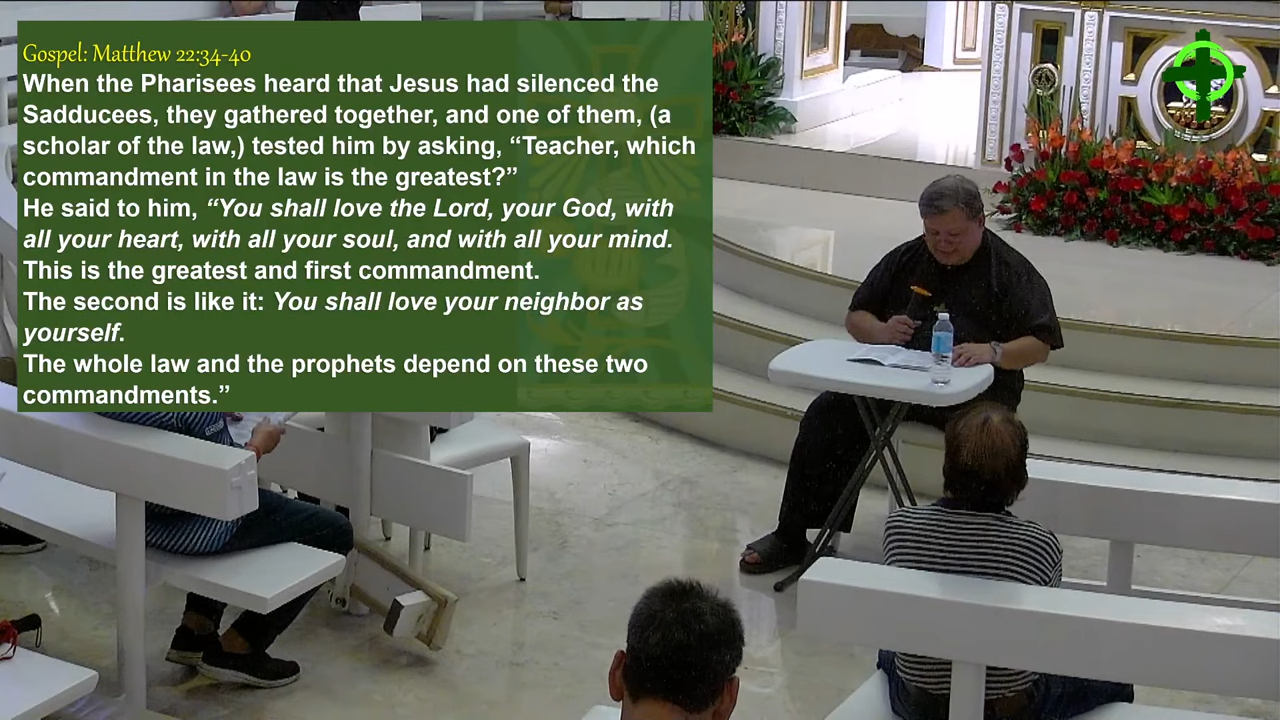 Gospel: Matthew 22:34-40
When the Pharisees heard that Jesus had silenced the
Sadducees, they gathered together, and one of them, (a
scholar of the law,) tested him by asking, “Teacher, which
commandment in the law is the greatest?”
He said to him, “You shall love the Lord, your God, with
all your heart, with all your soul, and with all your mind.
This is the greatest and first commandment.
The second is like it: You shall love your neighbor as
yourself.
The whole law and the prophets depend on these two
commandments.”